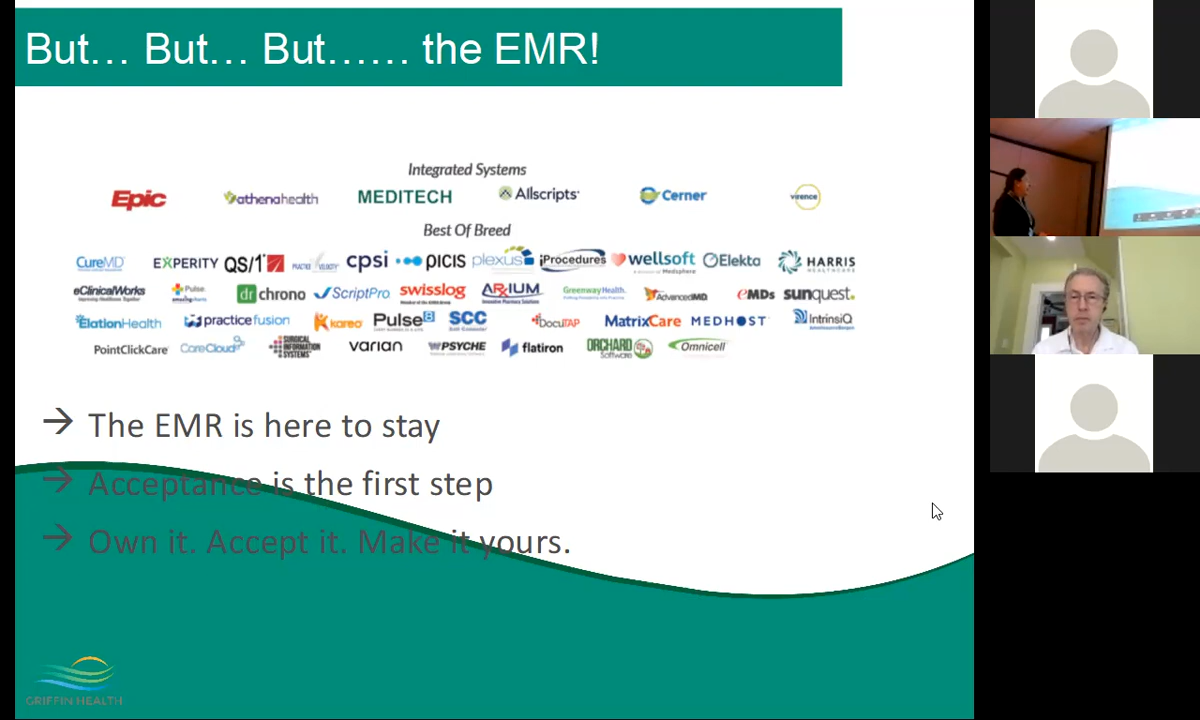 But… But… But…… the EMR!
Integrated Systems
Epic athenahealth MEDITECH Allscripts Cerner virence
Best Of Breed
CureMD EXPERITY QS/1 PRACTICE VELOCITY cpsi PICIS plexus iProcedures wellsoft Elekta HARRIS HEALTHCARE
eClinicalWorks Pulse amazing charts dr chrono ScriptPro swisslog ARXIUM Greenway Health. AdvancedMD eMDs sunquest.
ElationHealth practice fusion kareo Pulse8 SCC DocuTAP MatrixCare MEDHOST IntrinsiQ
PointClickCare CareCloud SURGICAL INFORMATION SYSTEMS varian PSYCHE flatiron ORCHARD Software Omnicell
→ The EMR is here to stay
→ Acceptance is the first step
→ Own it. Accept it. Make it yours.
GRIFFIN HEALTH